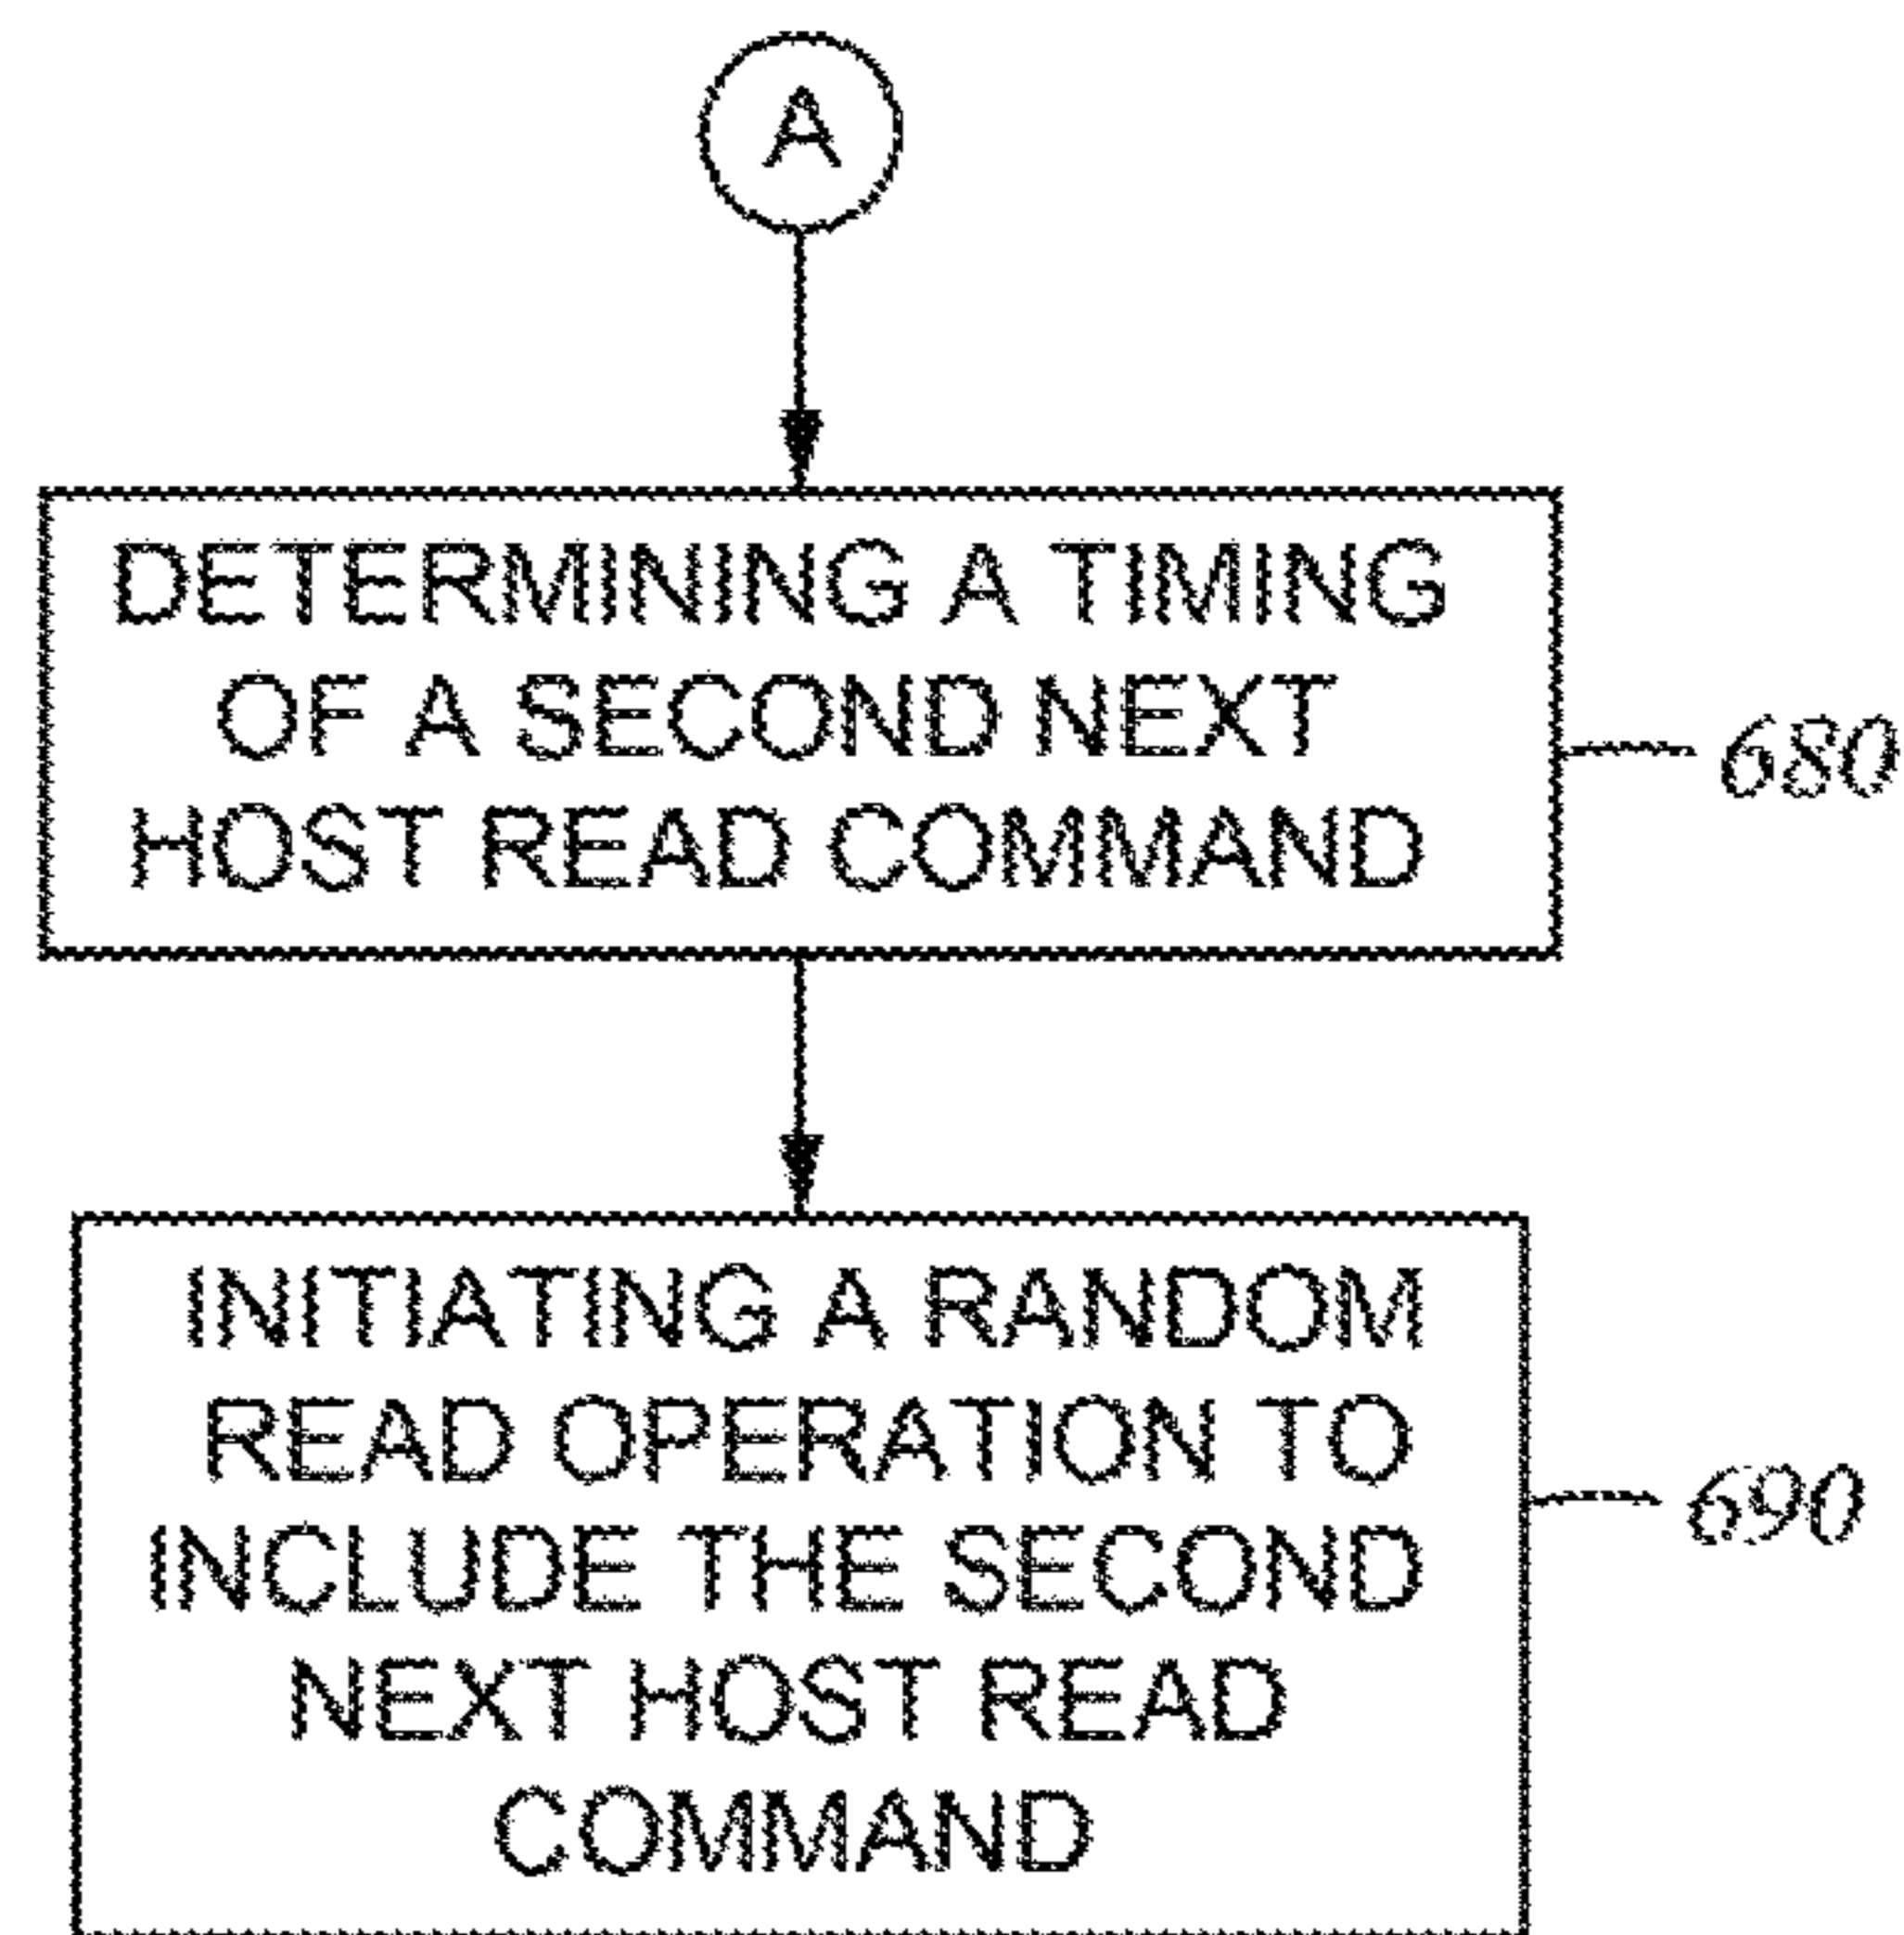 A
DETERMINING A TIMING
OF A SECOND NEXT
HOST READ COMMAND
680
INITIATING A RANDOM
READ OPERATION TO
INCLUDE THE SECOND
NEXT HOST READ
COMMAND
690